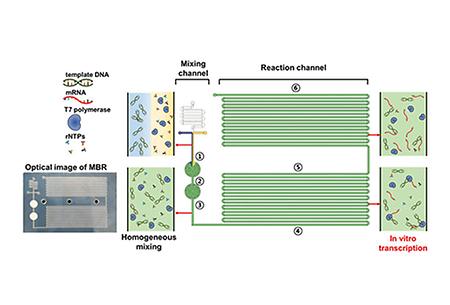 Mixing
channel
Reaction channel
template DNA
mRNA
T7 polymerase
rNTPs
Optical image of MBR
Homogeneous
mixing
①
②
③
④
⑤
⑥
In vitro
transcription